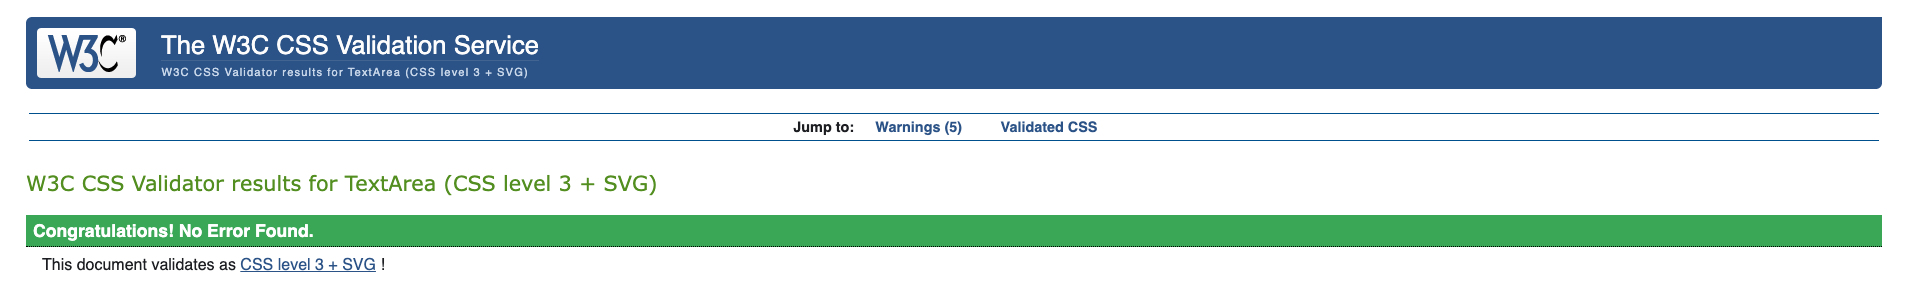 W3C®
The W3C CSS Validation Service
W3C CSS Validator results for TextArea (CSS level 3 + SVG)
Jump to: Warnings (5) Validated CSS
W3C CSS Validator results for TextArea (CSS level 3 + SVG)
Congratulations! No Error Found.
This document validates as CSS level 3 + SVG !